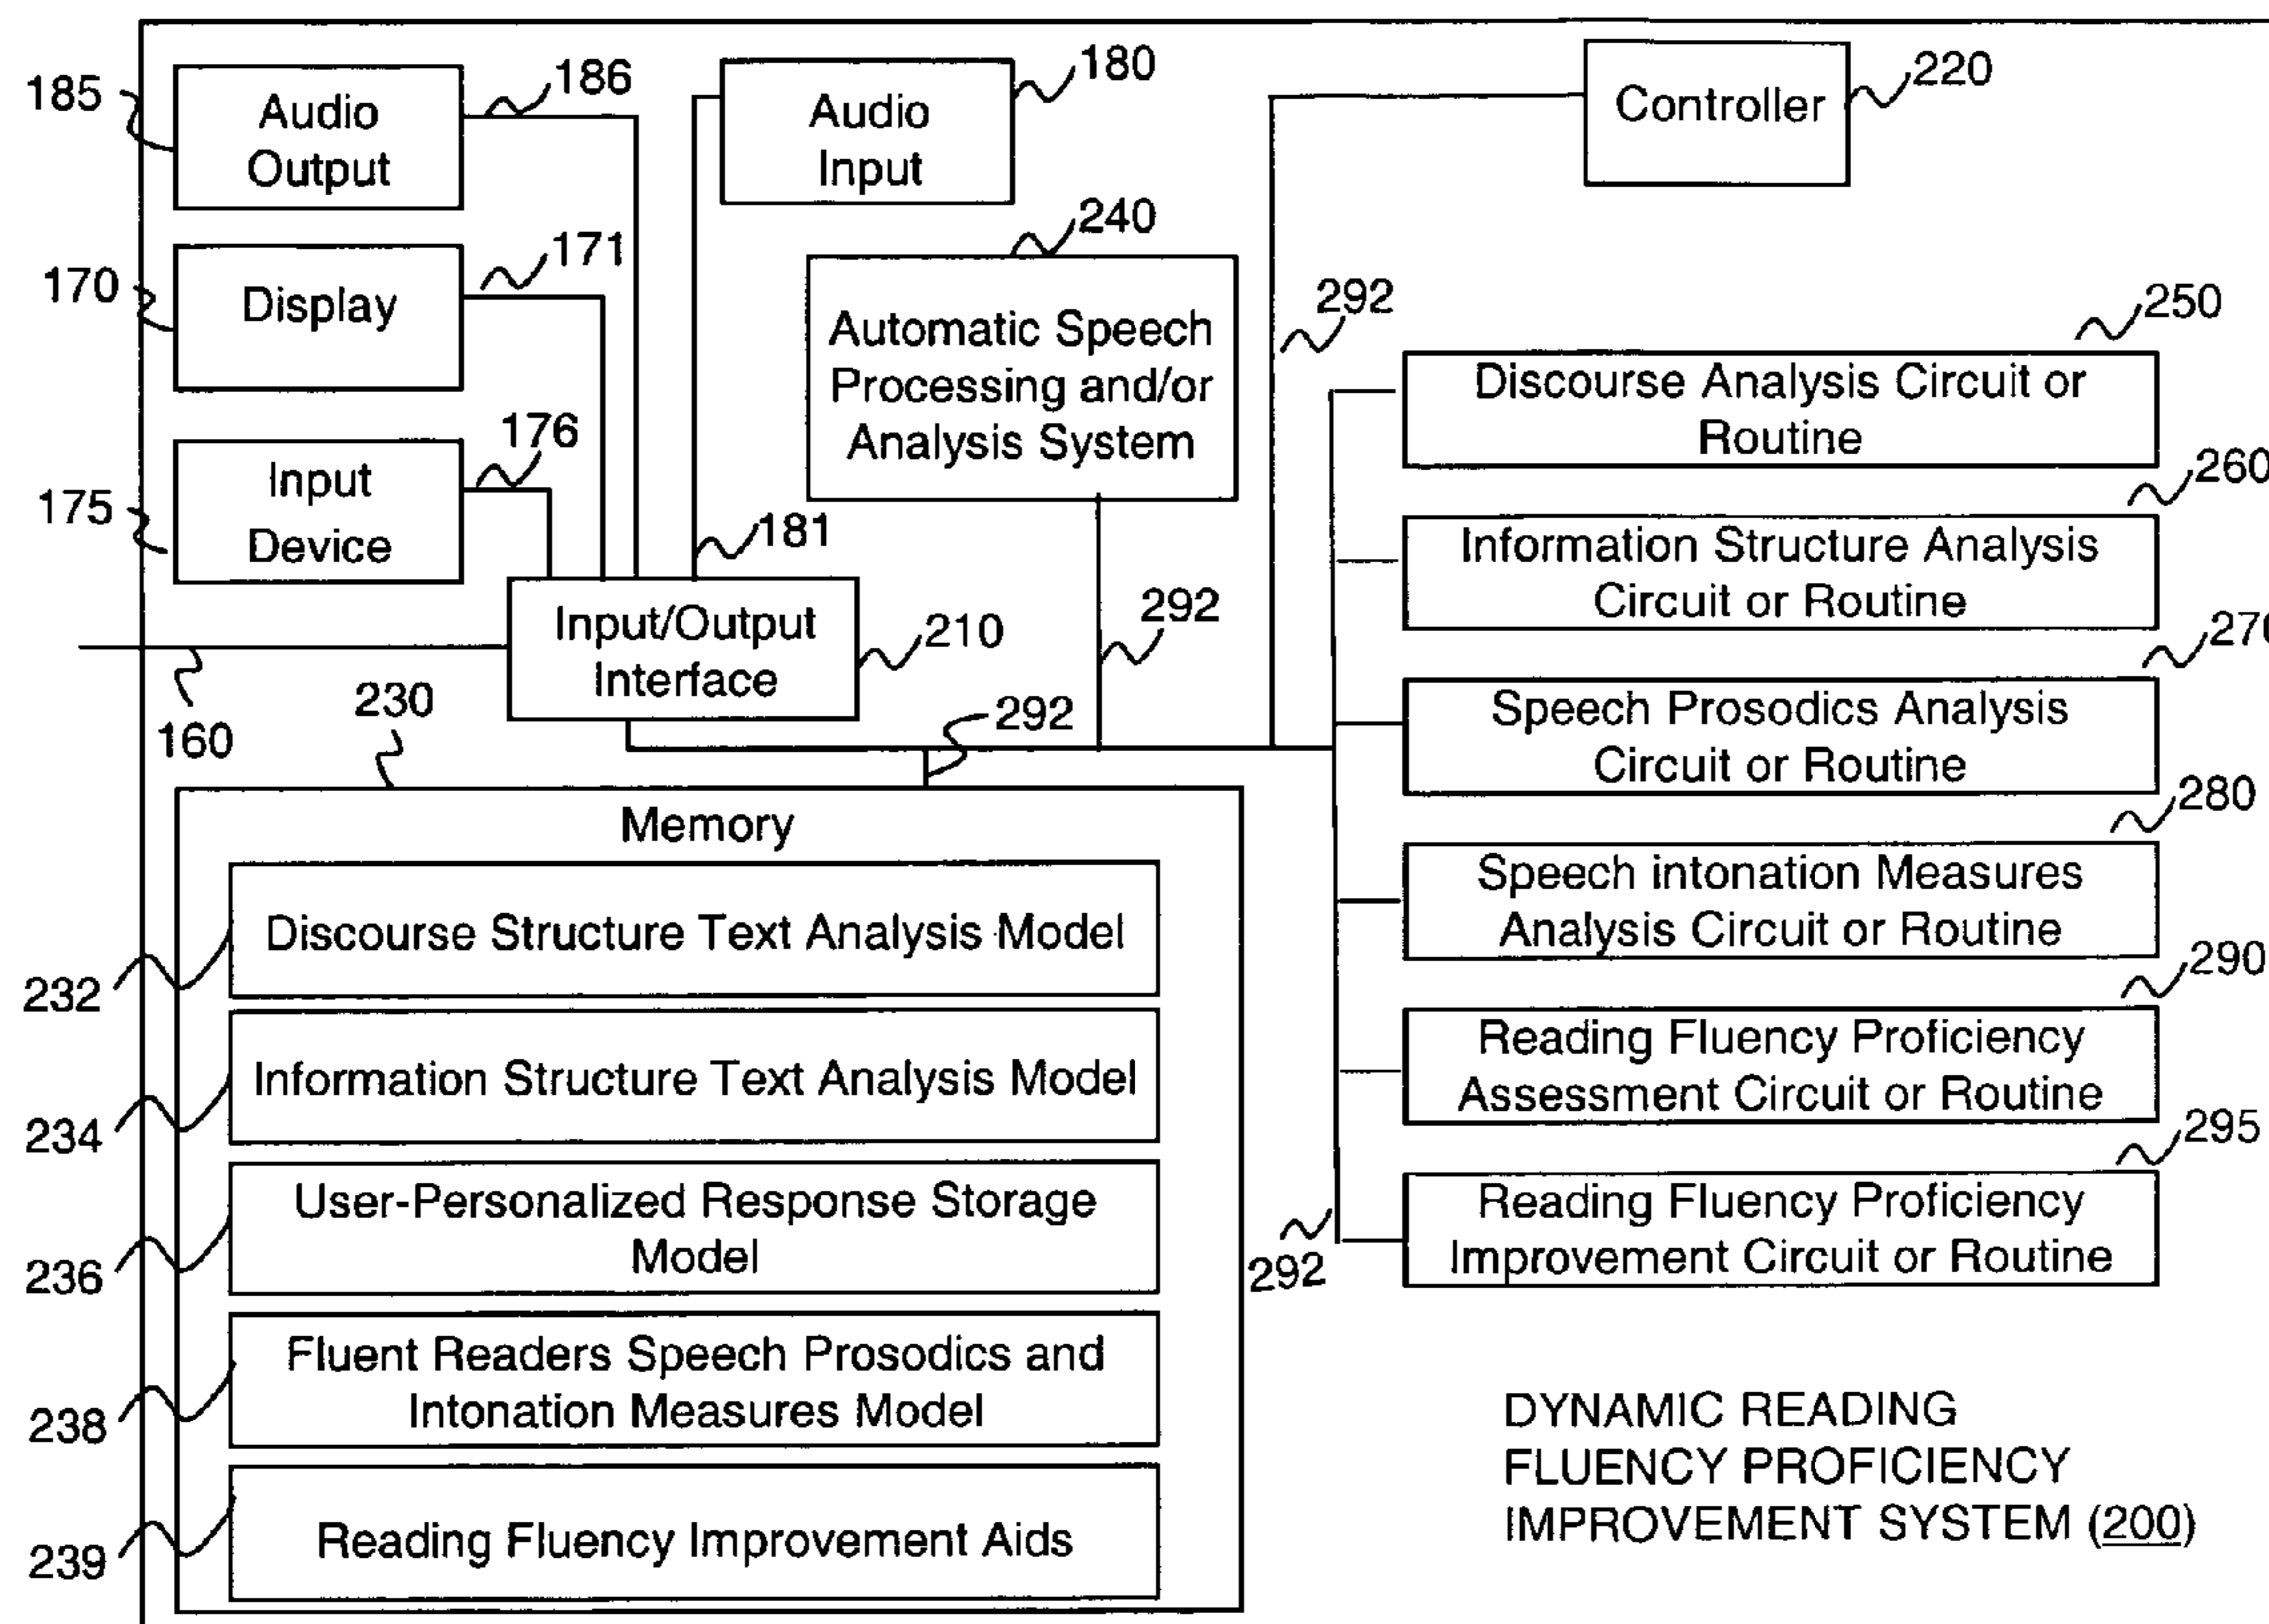 185
Audio
Output
186
Audio
Input
180
Controller
220
170
Display
171
240
Automatic Speech
Processing and/or
Analysis System
292
250
Discourse Analysis Circuit or
Routine
175
Input
Device
176
181
260
Information Structure Analysis
Circuit or Routine
Input/Output
Interface
210
292
160
270
Speech Prosodics Analysis
Circuit or Routine
230
292
Memory
280
Speech intonation Measures
Analysis Circuit or Routine
232
Discourse Structure Text Analysis Model
290
Reading Fluency Proficiency
Assessment Circuit or Routine
234
Information Structure Text Analysis Model
295
Reading Fluency Proficiency
Improvement Circuit or Routine
292
236
User-Personalized Response Storage
Model
238
Fluent Readers Speech Prosodics and
Intonation Measures Model
239
Reading Fluency Improvement Aids
DYNAMIC READING
FLUENCY PROFICIENCY
IMPROVEMENT SYSTEM (200)